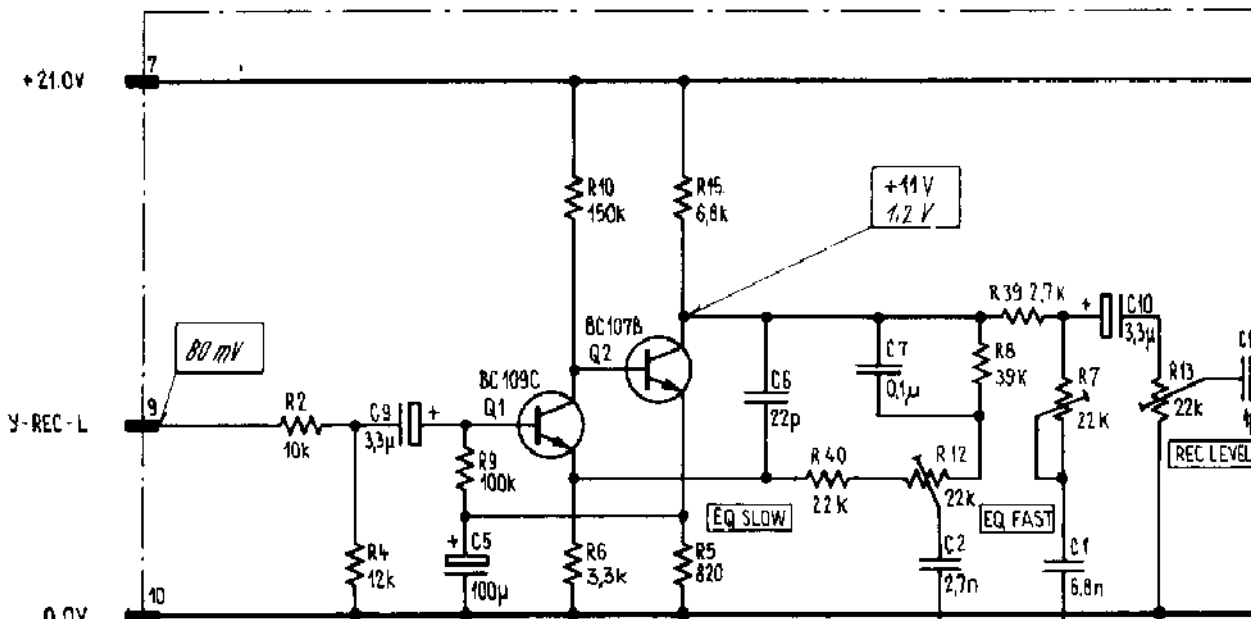 +21.0V
7
R10
150k
R15
6,8k
+11V
1,2 V
80 mV
9
Y-REC-L
R2
10k
C9
+
3,3µ
BC109C
Q1
BC107B
Q2
R9
100k
C6
22p
C7
0,1µ
R8
39K
R39 2,7k
+
C10
3,3µ
R7
22K
R13
22k
REC LEVEL
R40
22k
R12
22k
EQ SLOW
EQ FAST
R4
12k
+
C5
100µ
R6
3,3k
R5
820
C2
2,7n
C1
6,8n
10
0.0V